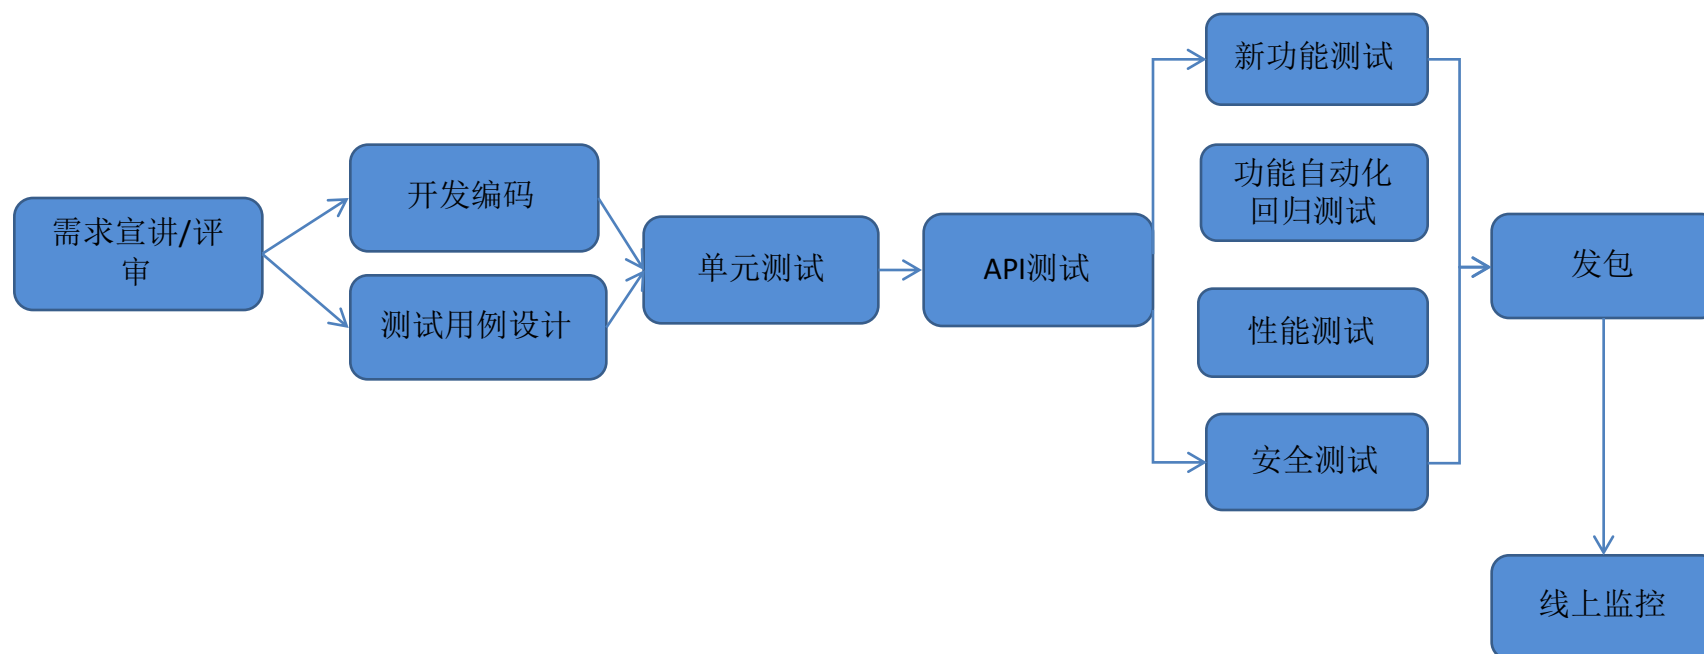 需求宣讲/评
审
开发编码
测试用例设计
单元测试
API测试
新功能测试
功能自动化
回归测试
性能测试
安全测试
发包
线上监控